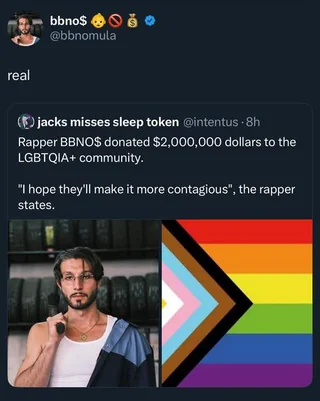 bbno$ 👶🚫💰
@bbnomula
real
jacks misses sleep token @intentus · 8h
Rapper BBNO$ donated $2,000,000 dollars to the
LGBTQIA+ community.
"I hope they'll make it more contagious", the rapper
states.